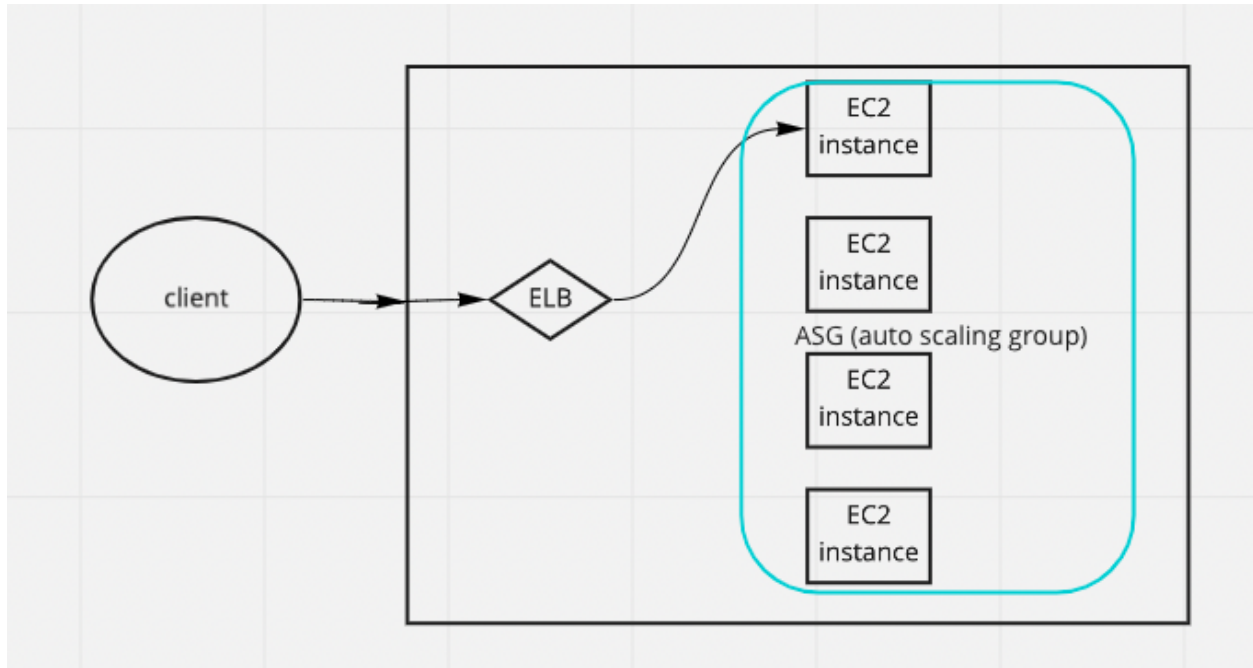 EC2
instance
EC2
instance
client
ELB
ASG (auto scaling group)
EC2
instance
EC2
instance